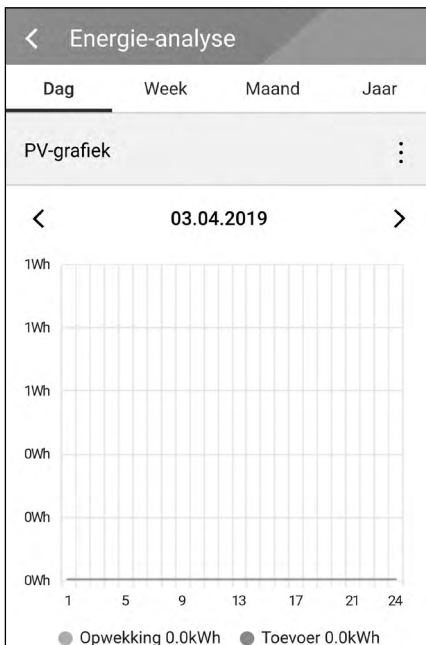 Energie-analyse
Dag Week Maand Jaar
PV-grafiek
03.04.2019
1Wh
1Wh
1Wh
0Wh
0Wh
0Wh
1 5 9 13 17 21 24
Opwekking 0.0kWh Toevoer 0.0kWh